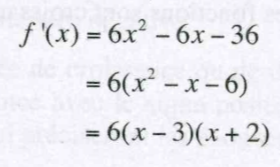 f'(x) = 6x² − 6x − 36
= 6(x² − x − 6)
= 6(x − 3)(x + 2)